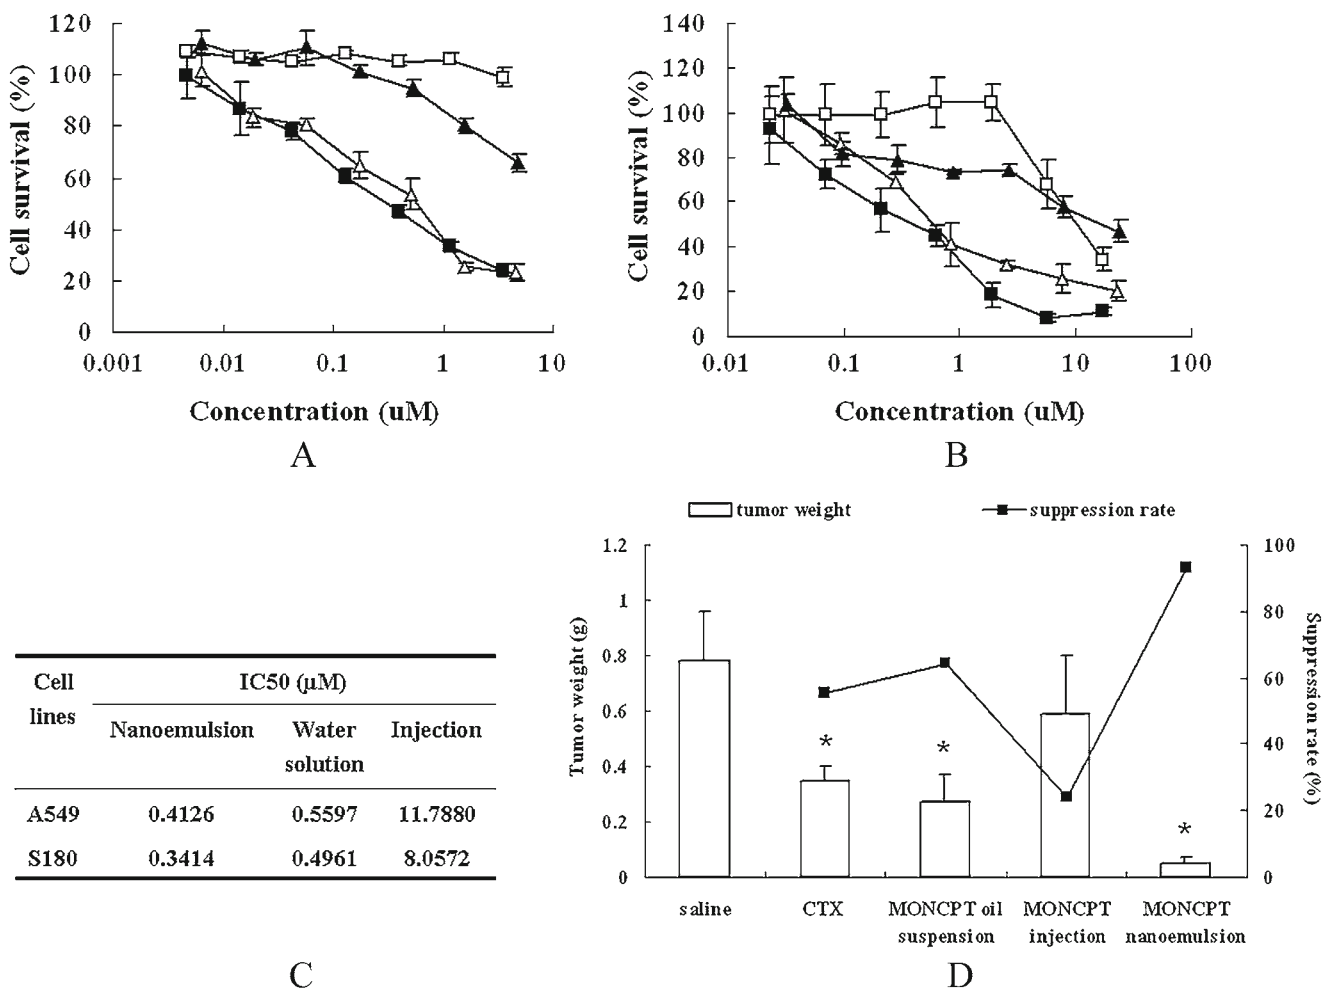 120
100
80
60
40
20
0
Cell survival (%)
0.001 0.01 0.1 1 10
Concentration (uM)
A
140
120
100
80
60
40
20
0
Cell survival (%)
0.01 0.1 1 10 100
Concentration (uM)
B
Cell lines
IC50 (μM)
Nanoemulsion Water solution Injection
A549 0.4126 0.5597 11.7880
S180 0.3414 0.4961 8.0572
C
tumor weight suppression rate
1.2
1
0.8
0.6
0.4
0.2
0
Tumor weight (g)
100
80
60
40
20
0
Suppression rate (%)
*
*
*
saline CTX MONCPT oil MONCPT MONCPT
suspension injection nanoemulsion
D